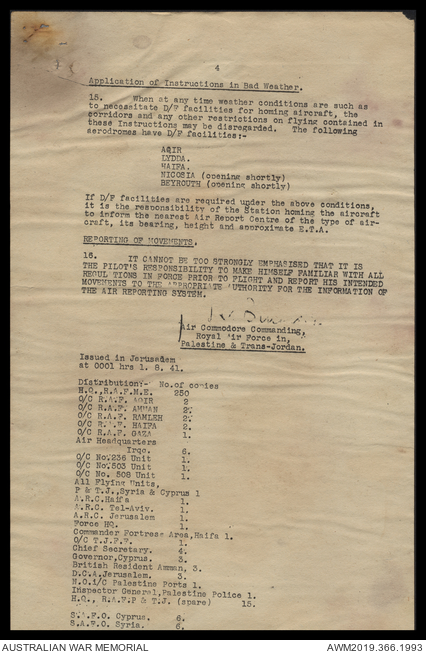 4
Application of Instructions in Bad Weather.
15. When at any time weather conditions are such as
to necessitate D/F facilities for homing aircraft, the
corridors and any other restrictions on flying contained in
these Instructions may be disregarded. The following
aerodromes have D/F facilities:-
AQIR
LYDDA.
HAIFA.
NICOSIA (opening shortly)
BEYROUTH (opening shortly)
If D/F facilities are required under the above conditions,
it is the responsibility of the Station homing the aircraft
to inform the nearest Air Report Centre of the type of air-
craft, its bearing, height and approximate E.T.A.
REPORTING OF MOVEMENTS.
16. IT CANNOT BE TOO STRONGLY EMPHASISED THAT IT IS
THE PILOT'S RESPONSIBILITY TO MAKE HIMSELF FAMILIAR WITH ALL
REGULATIONS IN FORCE PRIOR TO FLIGHT AND REPORT HIS INTENDED
MOVEMENTS TO THE APPROPRIATE AUTHORITY FOR THE INFORMATION OF
THE AIR REPORTING SYSTEM.
Air Commodore Commanding,
Royal Air Force in,
Palestine & Trans-Jordan.
Issued in Jerusalem
at 0001 hrs 1. 8. 41.
Distribution:- No.of copies
H.Q.,R.A.F.M.E. 250
O/C R.A.F. AQIR 2
O/C R.A.F. AMMAN 2.
O/C R.A.F. RAMLEH 2.
O/C R.A.F. HAIFA 2.
O/C R.A.F. GAZA 1.
Air Headquarters
Iraq. 6.
O/C No.236 Unit 1.
O/C No.503 Unit 1.
O/C No. 508 Unit 1.
All Flying Units,
P & T.J.,Syria & Cyprus 1
A.R.C.Haifa 1.
A.R.C. Tel-Aviv. 1.
A.R.C. Jerusalem 1.
Force HQ. 1.
Commander Fortress Area,Haifa 1.
O/C T.J.F.F. 1.
Chief Secretary. 4.
Governor,Cyprus. 3.
British Resident Amman, 3.
D.C.A.Jerusalem. 3.
N.O.i/C Palestine Ports 1.
Inspector General,Palestine Police 1.
H.Q., R.A.F.P & T.J. (spare) 15.
S.A.F.O. Cyprus. 6.
S.A.F.O. Syria. 6.
AUSTRALIAN WAR MEMORIAL
AWM2019.366.1993